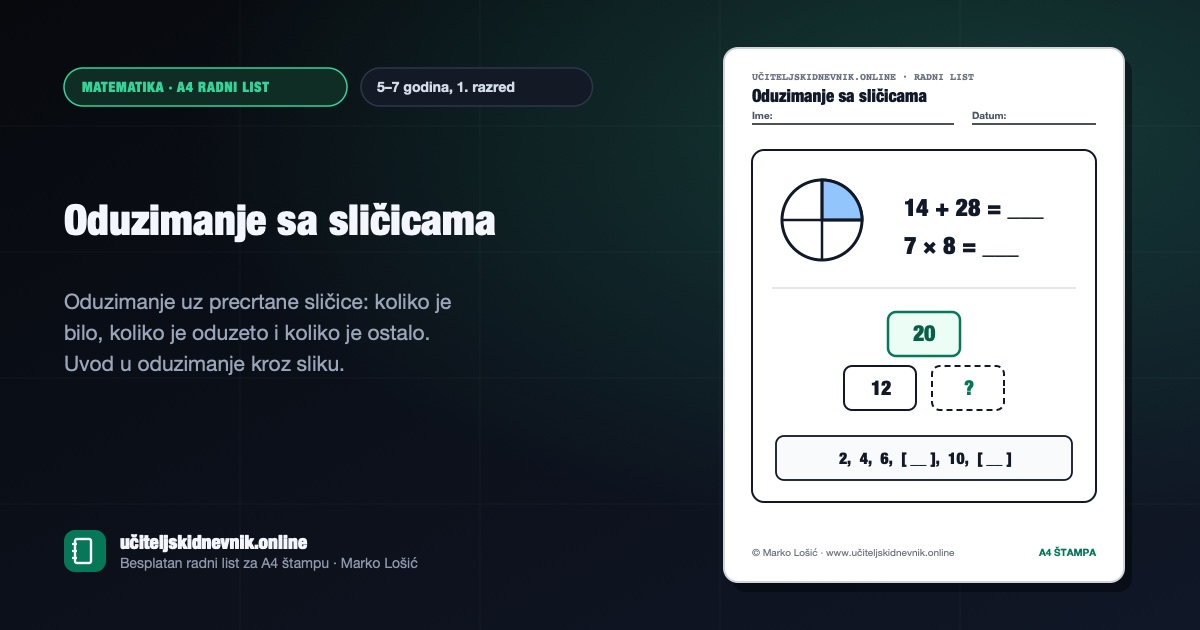 MATEMATIKA · A4 RADNI LIST
5–7 godina, 1. razred
Oduzimanje sa sličicama
Oduzimanje uz precrtane sličice: koliko je
bilo, koliko je oduzeto i koliko je ostalo.
Uvod u oduzimanje kroz sliku.
učiteljskidnevnik.online
Besplatan radni list za A4 štampu · Marko Lošić
UČITELJSKIDNEVNIK.ONLINE · RADNI LIST
Oduzimanje sa sličicama
Ime:
Datum:
14 + 28 = ___
7 × 8 = ___
20
12
?
2, 4, 6, [ __ ], 10, [ __ ]
© Marko Lošić · www.učiteljskidnevnik.online
A4 ŠTAMPA